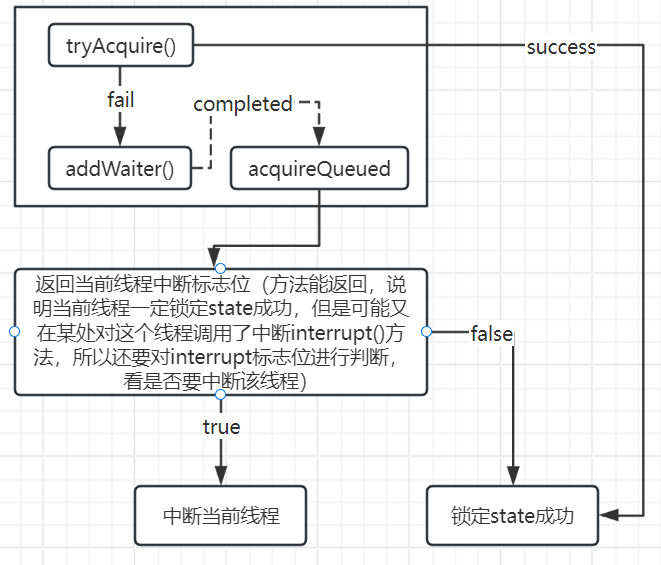 tryAcquire()
success
fail
completed
addWaiter()
acquireQueued
返回当前线程中断标志位（方法能返回，说
明当前线程一定锁定state成功，但是可能又
在某处对这个线程调用了中断interrupt()方
法，所以还要对interrupt标志位进行判断，
看是否要中断该线程）
false
true
中断当前线程
锁定state成功